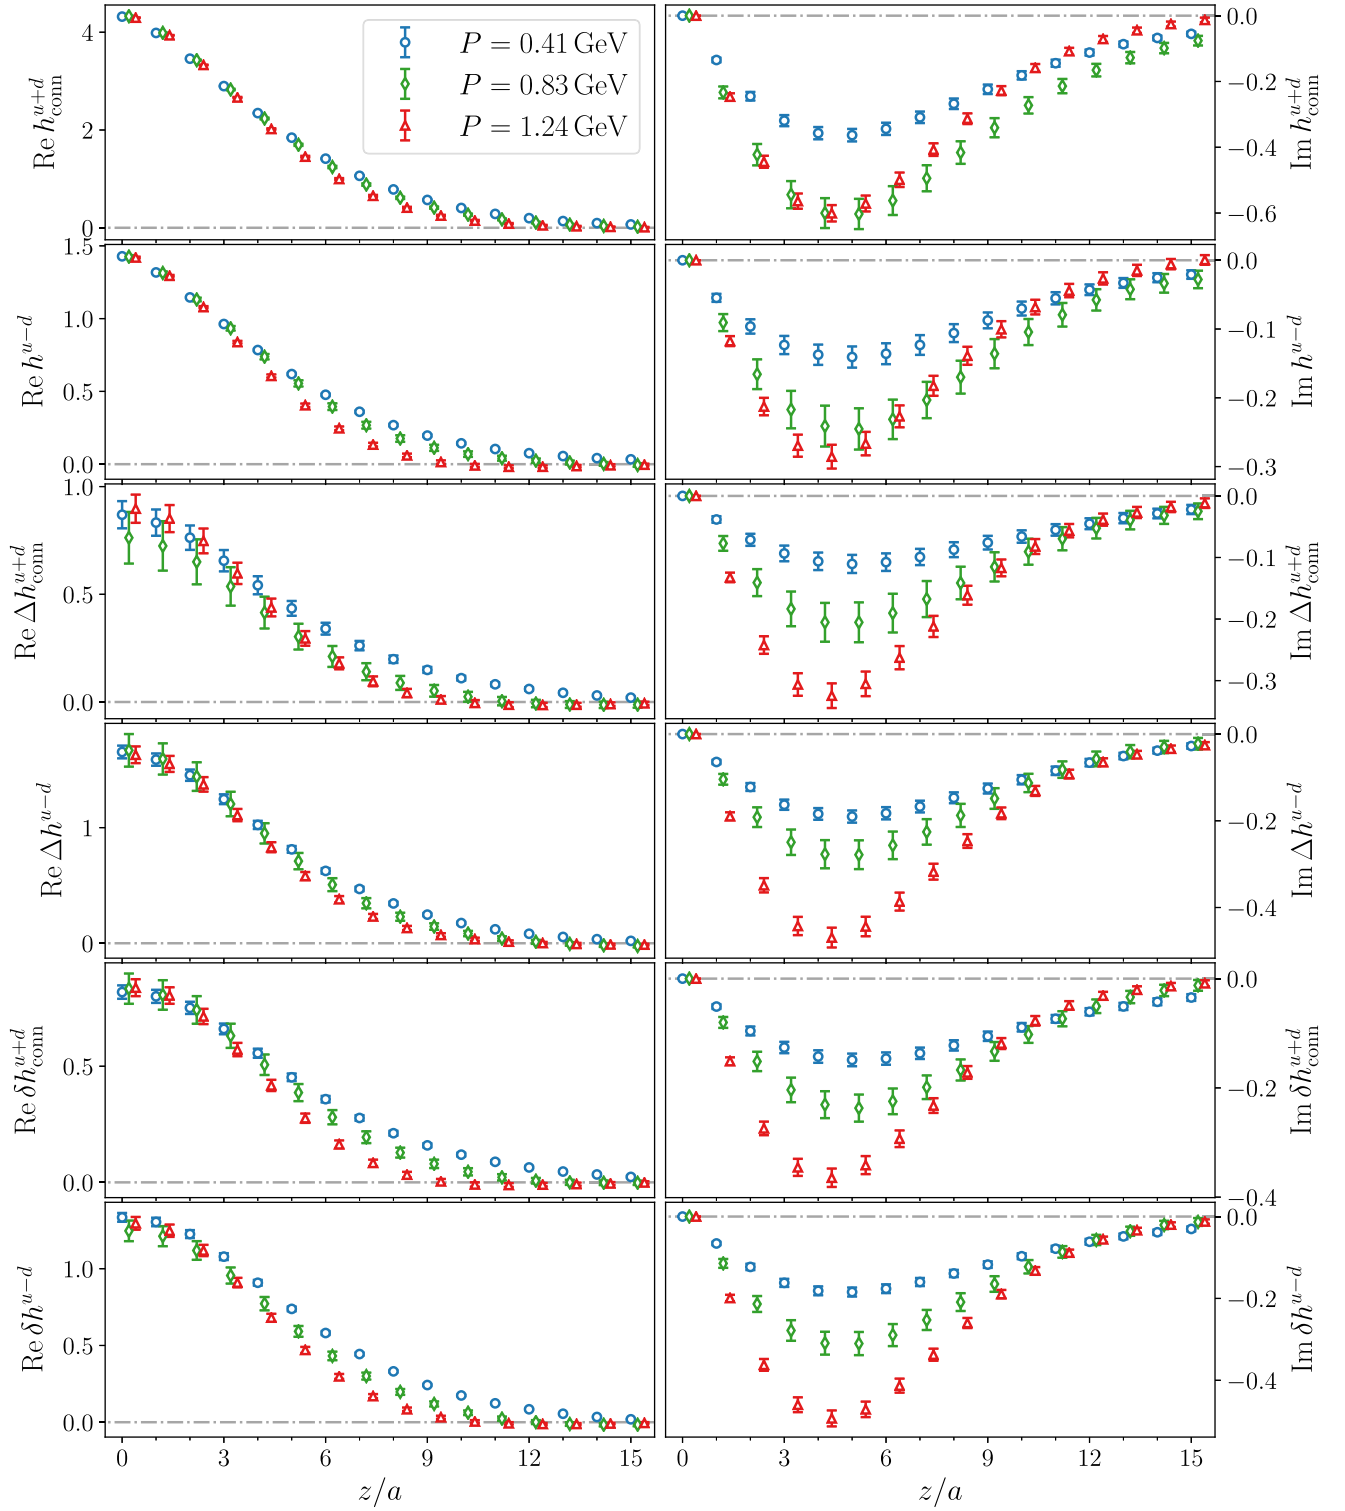 4
2
0
Re h^{u+d}_{conn}
P = 0.41 GeV
P = 0.83 GeV
P = 1.24 GeV
0.0
−0.2
−0.4
−0.6
Im h^{u+d}_{conn}
1.5
1.0
0.5
0.0
Re h^{u−d}
0.0
−0.1
−0.2
−0.3
Im h^{u−d}
1.0
0.5
0.0
Re Δh^{u+d}_{conn}
0.0
−0.1
−0.2
−0.3
Im Δh^{u+d}_{conn}
1
0
Re Δh^{u−d}
0.0
−0.2
−0.4
Im Δh^{u−d}
0.5
0.0
Re δh^{u+d}_{conn}
0.0
−0.2
−0.4
Im δh^{u+d}_{conn}
1.0
0.5
0.0
Re δh^{u−d}
0.0
−0.2
−0.4
Im δh^{u−d}
0 3 6 9 12 15
z/a
0 3 6 9 12 15
z/a